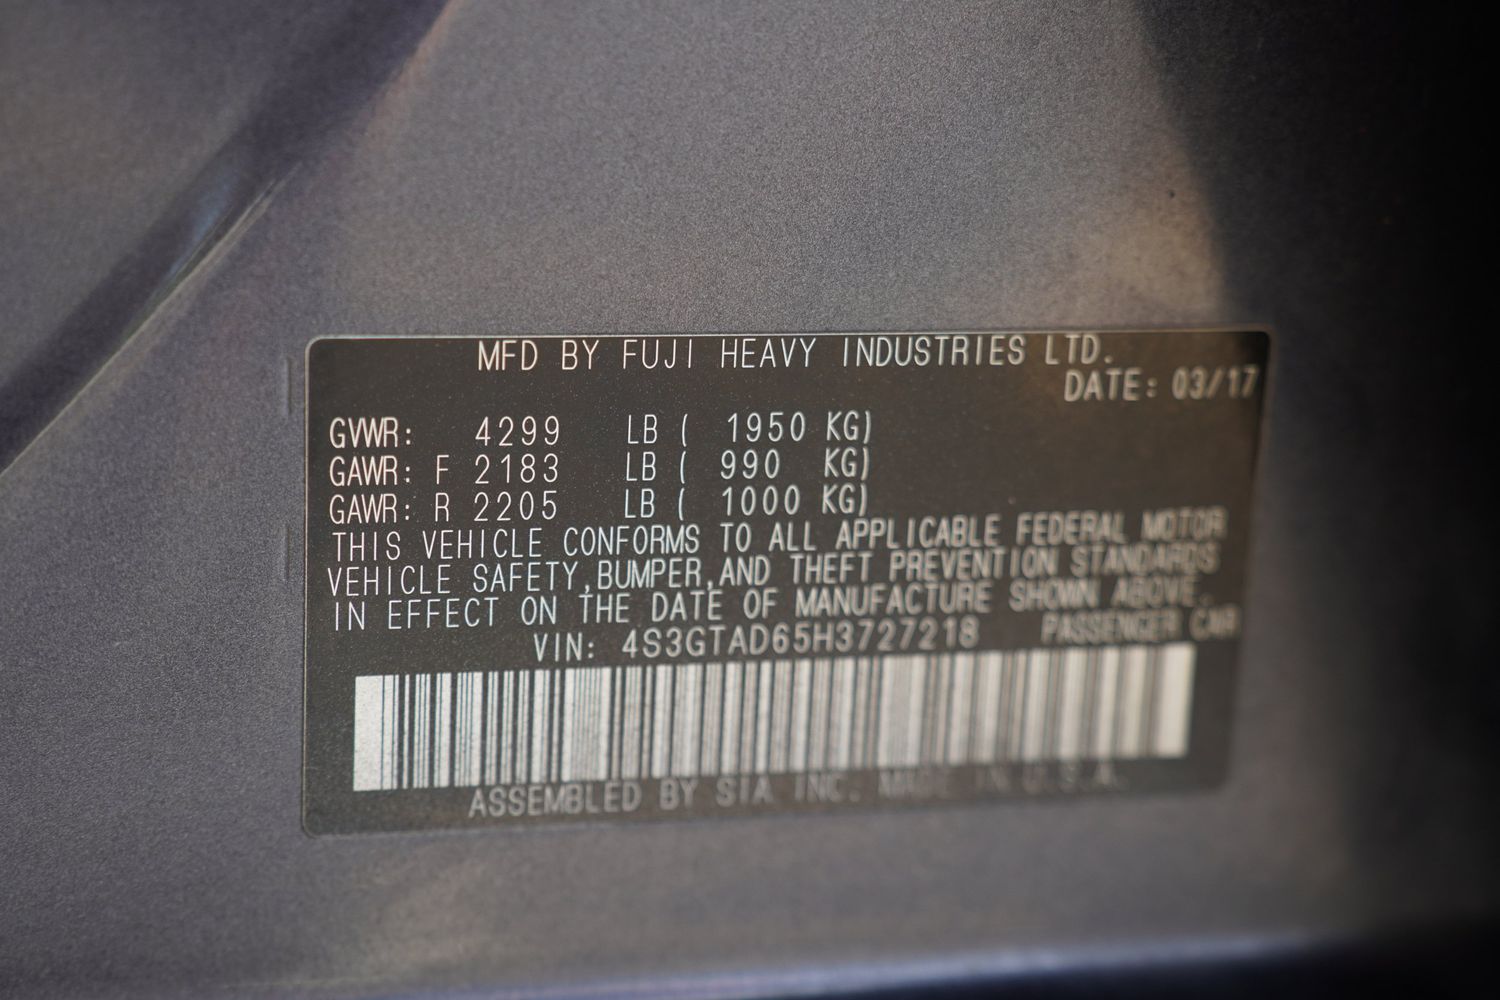 MFD BY FUJI HEAVY INDUSTRIES LTD.
DATE: 03/17
GVWR: 4299 LB ( 1950 KG)
GAWR: F 2183 LB ( 990 KG)
GAWR: R 2205 LB ( 1000 KG)
THIS VEHICLE CONFORMS TO ALL APPLICABLE FEDERAL MOTOR
VEHICLE SAFETY,BUMPER,AND THEFT PREVENTION STANDARDS
IN EFFECT ON THE DATE OF MANUFACTURE SHOWN ABOVE.
VIN: 4S3GTAD65H3727218 PASSENGER CAR
ASSEMBLED BY SIA INC. MADE IN U.S.A.